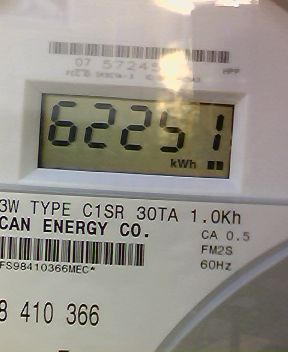 07 5724
62251
kWh
3W TYPE C1SR 30TA 1.0Kh
CAN ENERGY CO.
CA 0.5
FM2S
FS98410366MEC*
60Hz
8 410 366